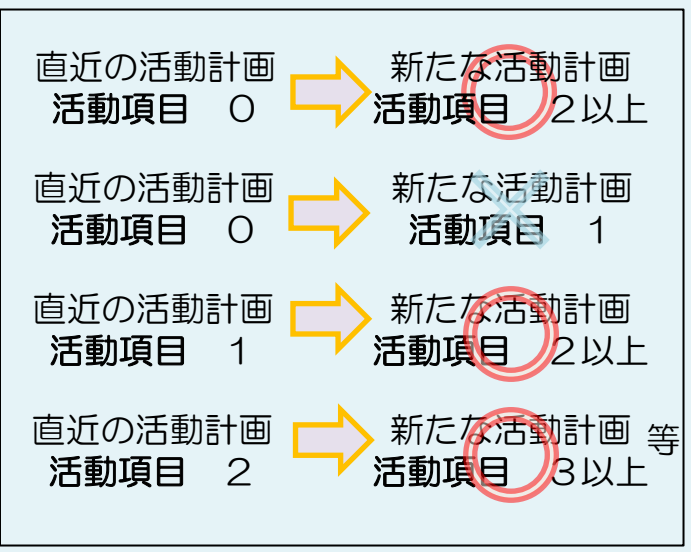 直近の活動計画 新たな活動計画
活動項目 0 活動項目 2以上
直近の活動計画 新たな活動計画
活動項目 0 活動項目 1
直近の活動計画 新たな活動計画
活動項目 1 活動項目 2以上
直近の活動計画 新たな活動計画 等
活動項目 2 活動項目 3以上